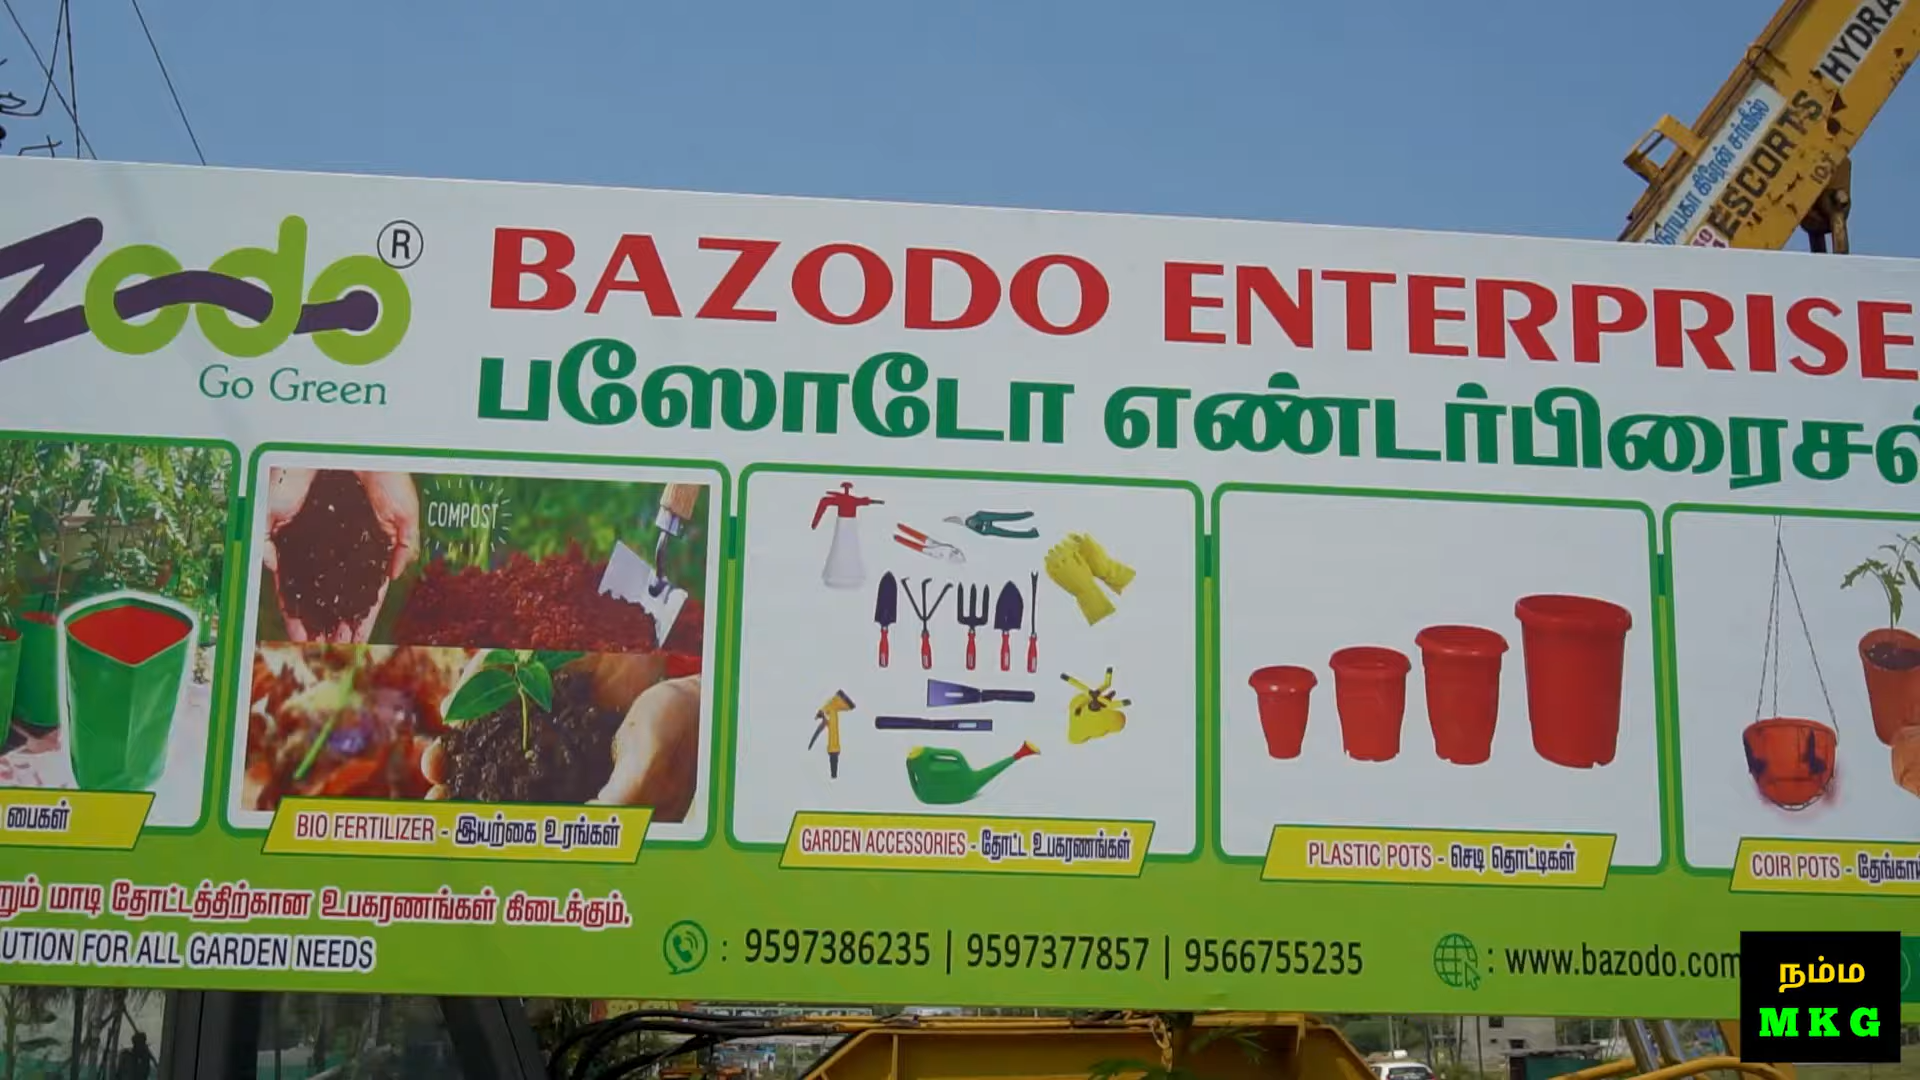 zodo ®
Go Green
BAZODO ENTERPRISE
பஸோடோ எண்டர்பிரைசஸ்
COMPOST
பைகள்
BIO FERTILIZER - இயற்கை உரங்கள்
GARDEN ACCESSORIES - தோட்ட உபகரணங்கள்
PLASTIC POTS - செடி தொட்டிகள்
COIR POTS - தேங்காய்
றும் மாடி தோட்டத்திற்கான உபகரணங்கள் கிடைக்கும்.
UTION FOR ALL GARDEN NEEDS
: 9597386235 | 9597377857 | 9566755235
: www.bazodo.com
HYDRA
ESCORTS
கிரேன் சர்வீஸ்
நம்ம
MKG